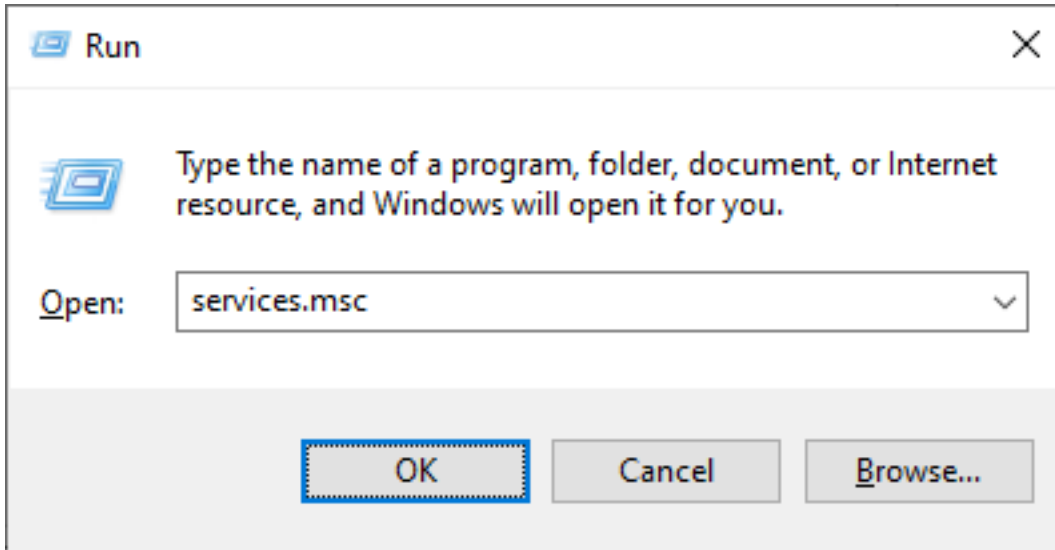 Run
Type the name of a program, folder, document, or Internet
resource, and Windows will open it for you.
Open: services.msc
OK Cancel Browse...